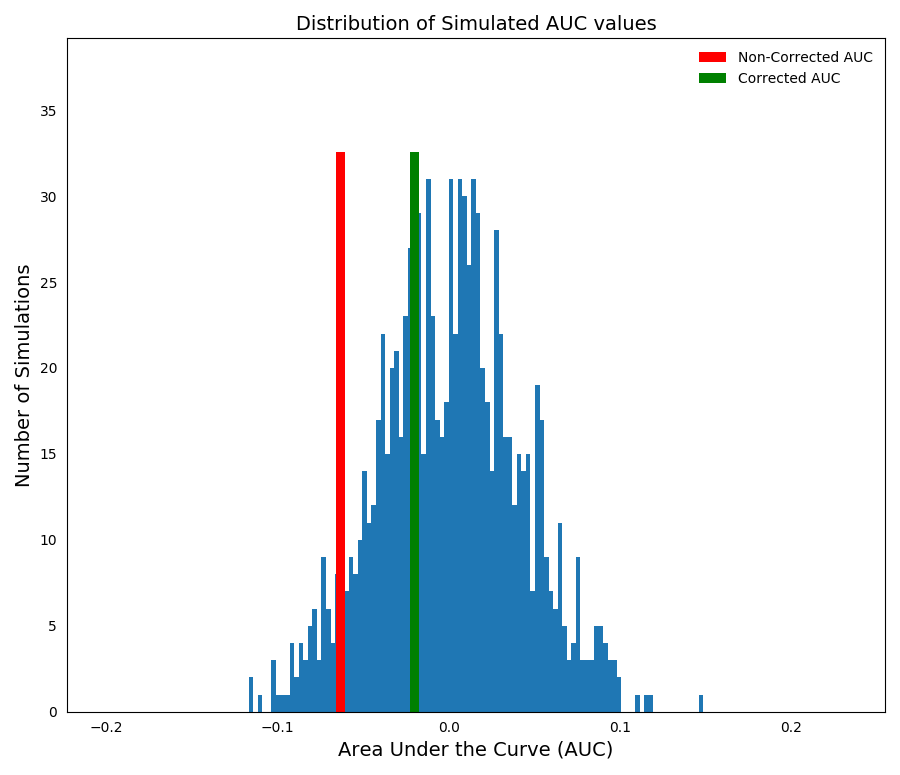 Distribution of Simulated AUC values
Non-Corrected AUC
Corrected AUC
35
30
25
20
15
10
5
0
Number of Simulations
−0.2
−0.1
0.0
0.1
0.2
Area Under the Curve (AUC)